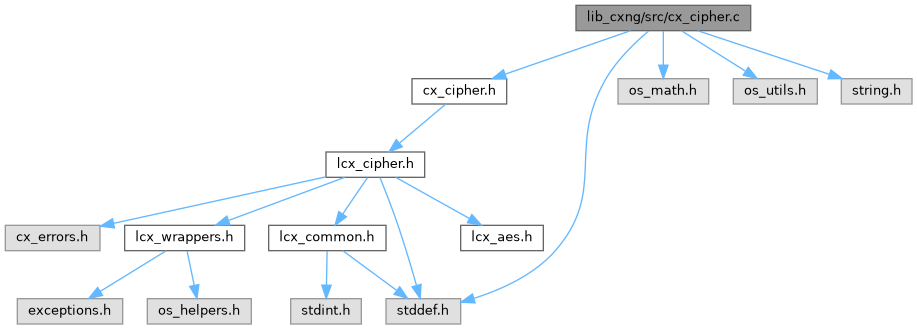 lib_cxng/src/cx_cipher.c
cx_cipher.h
os_math.h
os_utils.h
string.h
lcx_cipher.h
cx_errors.h
lcx_wrappers.h
lcx_common.h
lcx_aes.h
exceptions.h
os_helpers.h
stdint.h
stddef.h